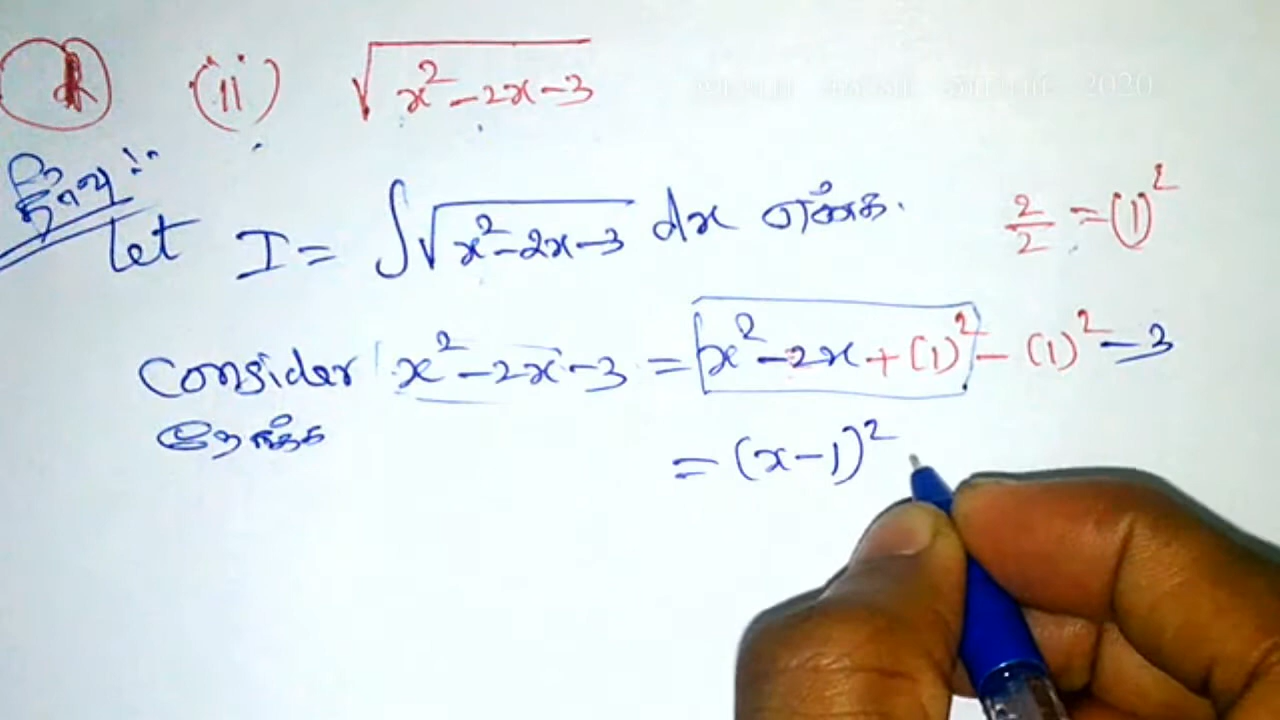 (ii) √(x² - 2x - 3)
தீர்வு :-
Let I = ∫√(x² - 2x - 3) dx என்க.
2/2 = (1)²
Consider x² - 2x - 3 = x² - 2x + (1)² - (1)² - 3
= (x - 1)²
2020